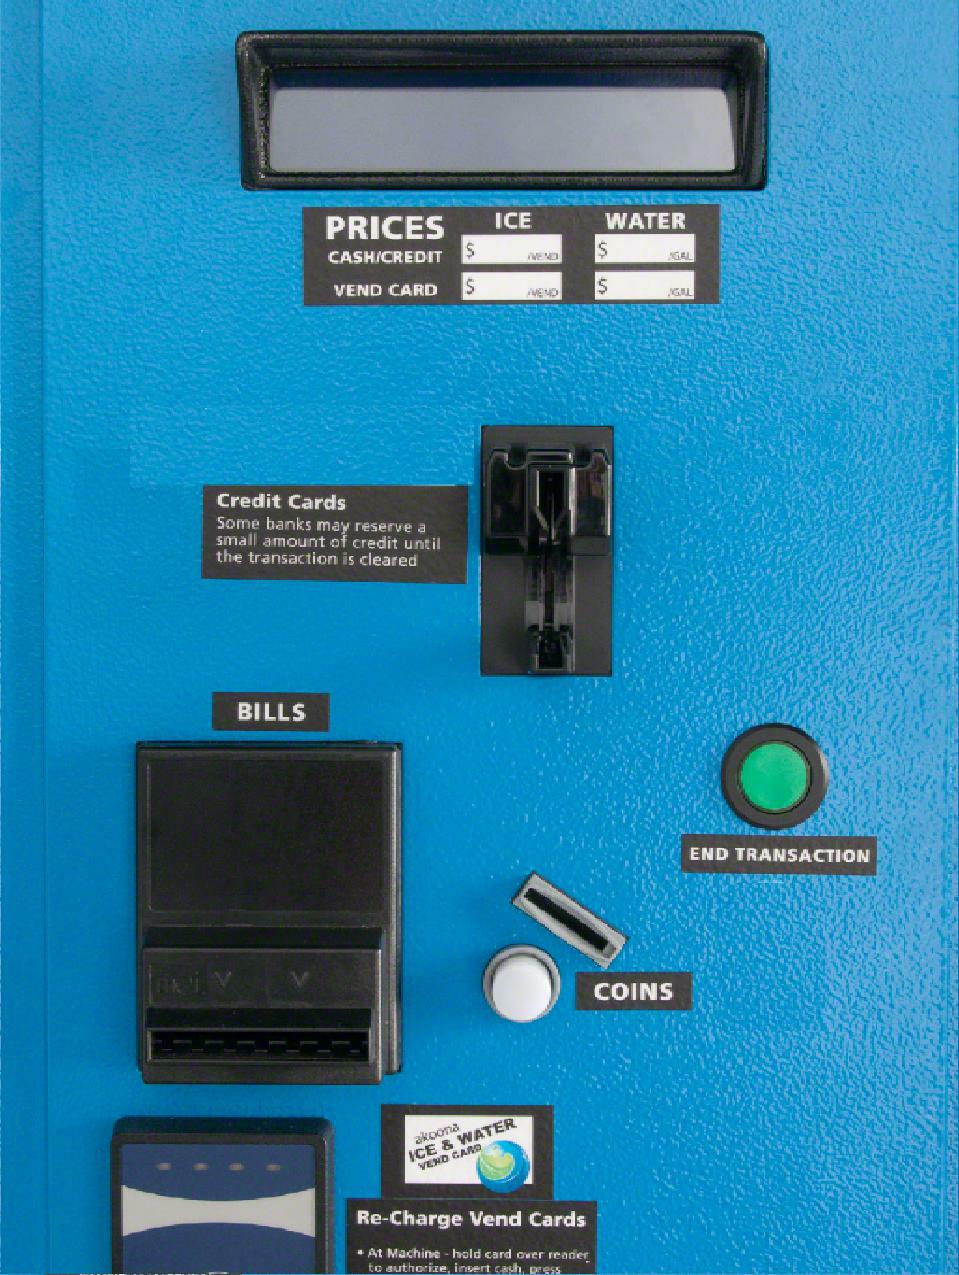 PRICES ICE WATER
CASH/CREDIT $ /VEND $ /GAL
VEND CARD $ /VEND $ /GAL
Credit Cards
Some banks may reserve a
small amount of credit until
the transaction is cleared
BILLS
END TRANSACTION
mei
COINS
akoona
ICE & WATER
VEND CARD
Re-Charge Vend Cards
• At Machine - hold card over reader
to authorize, insert cash, press